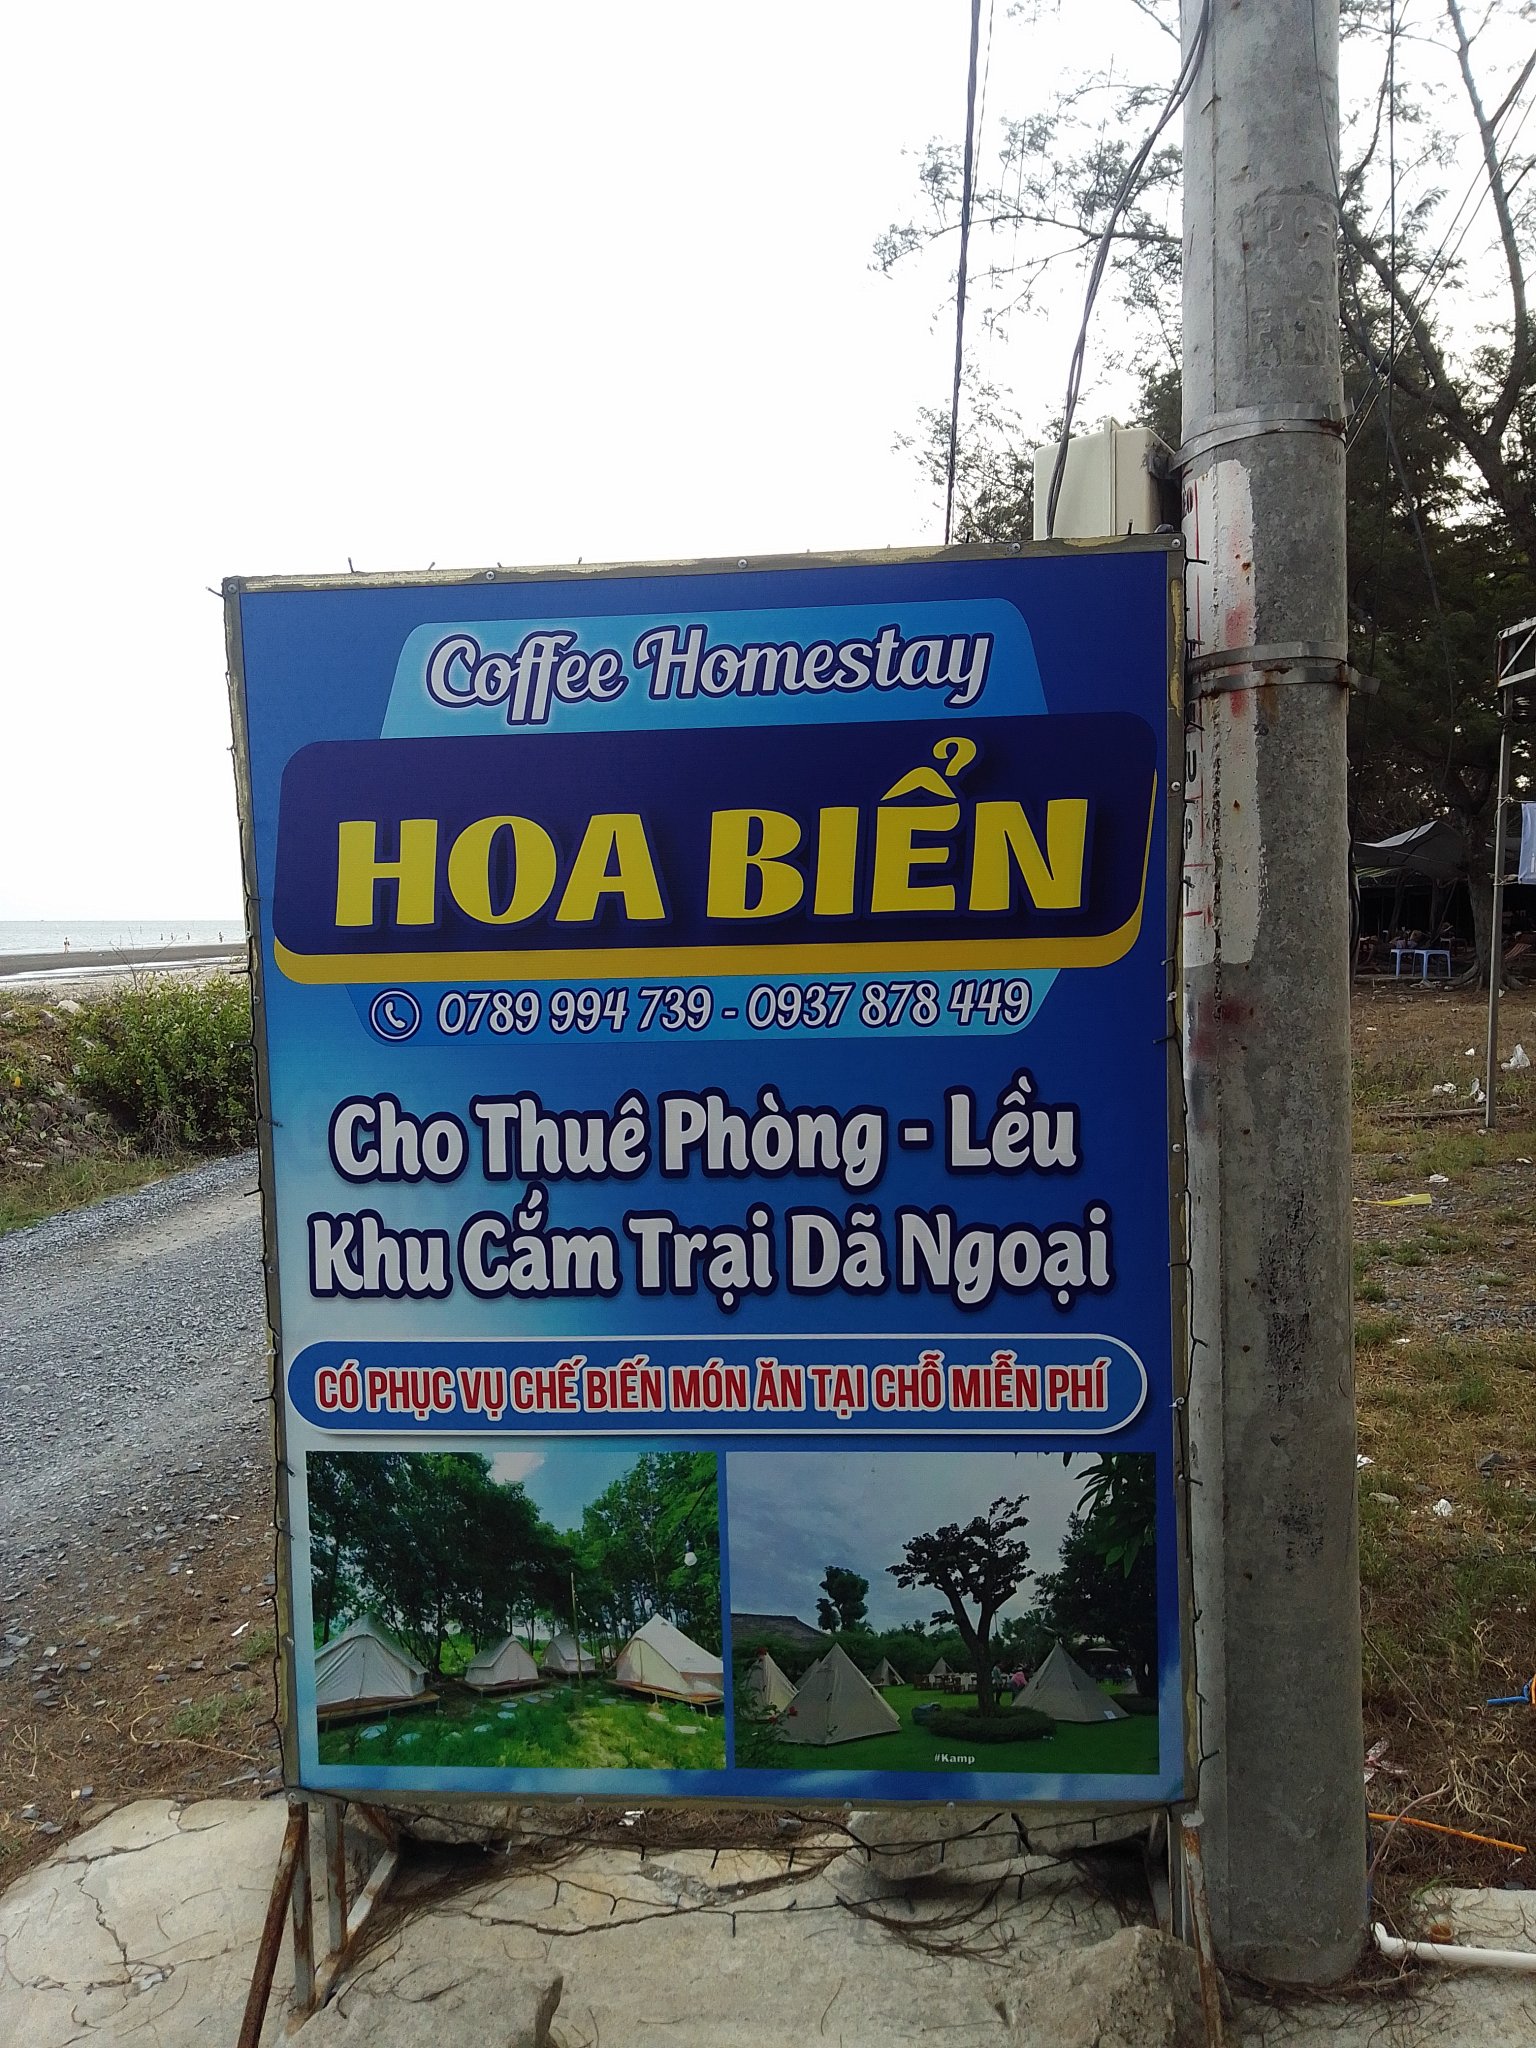 Coffee Homestay
HOA BIỂN
0789 994 739 - 0937 878 449
Cho Thuê Phòng - Lều
Khu Cắm Trại Dã Ngoại
CÓ PHỤC VỤ CHẾ BIẾN MÓN ĂN TẠI CHỖ MIỄN PHÍ
#Kamp